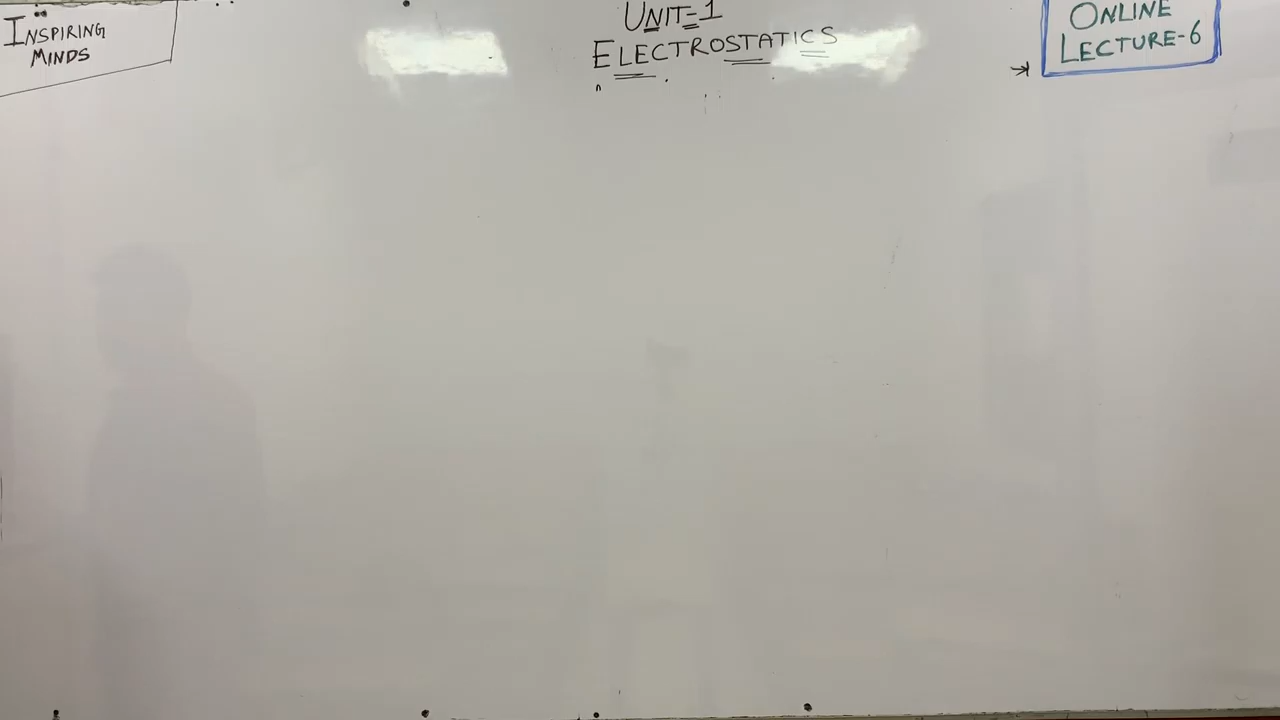 INSPIRING
MINDS
UNIT-1
ELECTROSTATICS
ONLINE
LECTURE-6